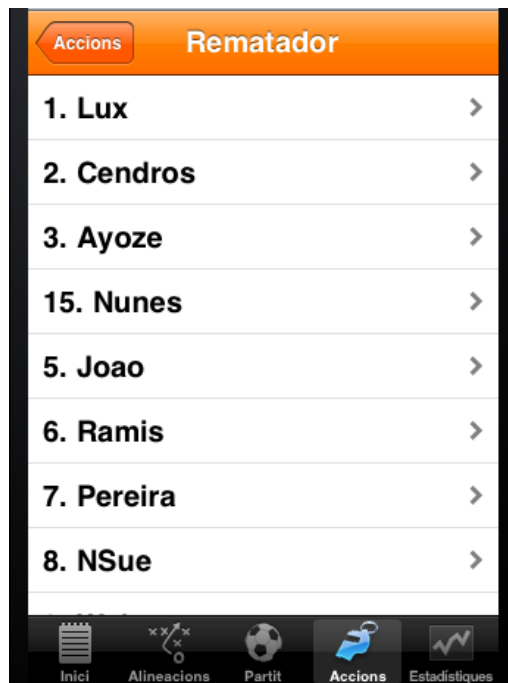 Accions
Rematador
1. Lux
2. Cendros
3. Ayoze
15. Nunes
5. Joao
6. Ramis
7. Pereira
8. NSue
Inici Alineacions Partit Accions Estadístiques